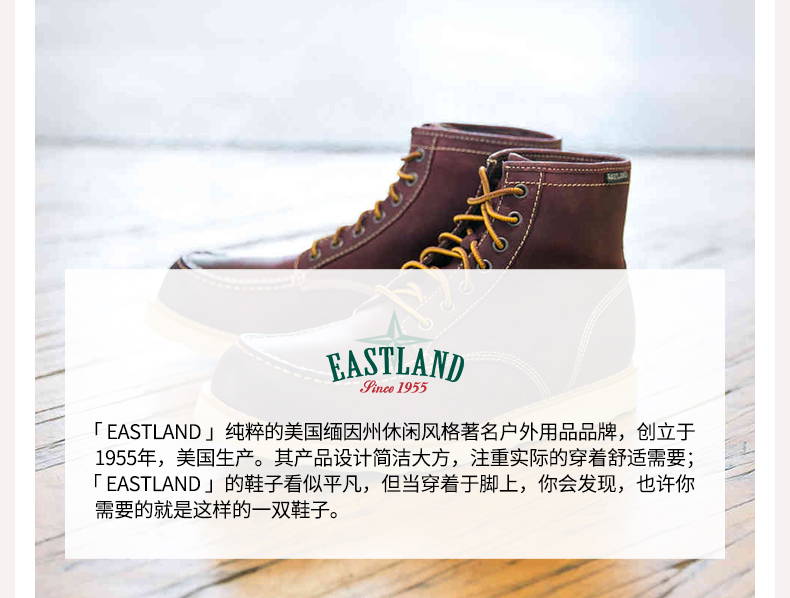 EASTLAND
EASTLAND
Since 1955
「 EASTLAND 」纯粹的美国缅因州休闲风格著名户外用品品牌，创立于
1955年，美国生产。其产品设计简洁大方，注重实际的穿着舒适需要；
「 EASTLAND 」的鞋子看似平凡，但当穿着于脚上，你会发现，也许你
需要的就是这样的一双鞋子。